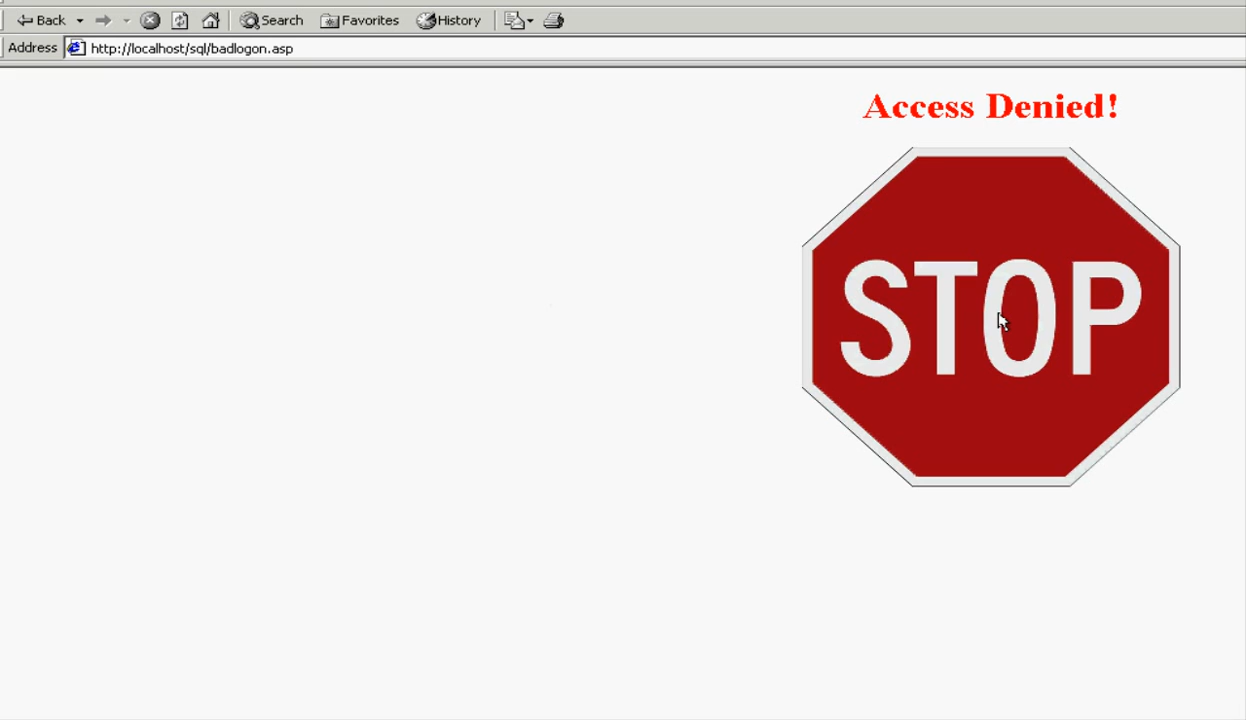 Back Search Favorites History
Address http://localhost/sql/badlogon.asp
Access Denied!
STOP